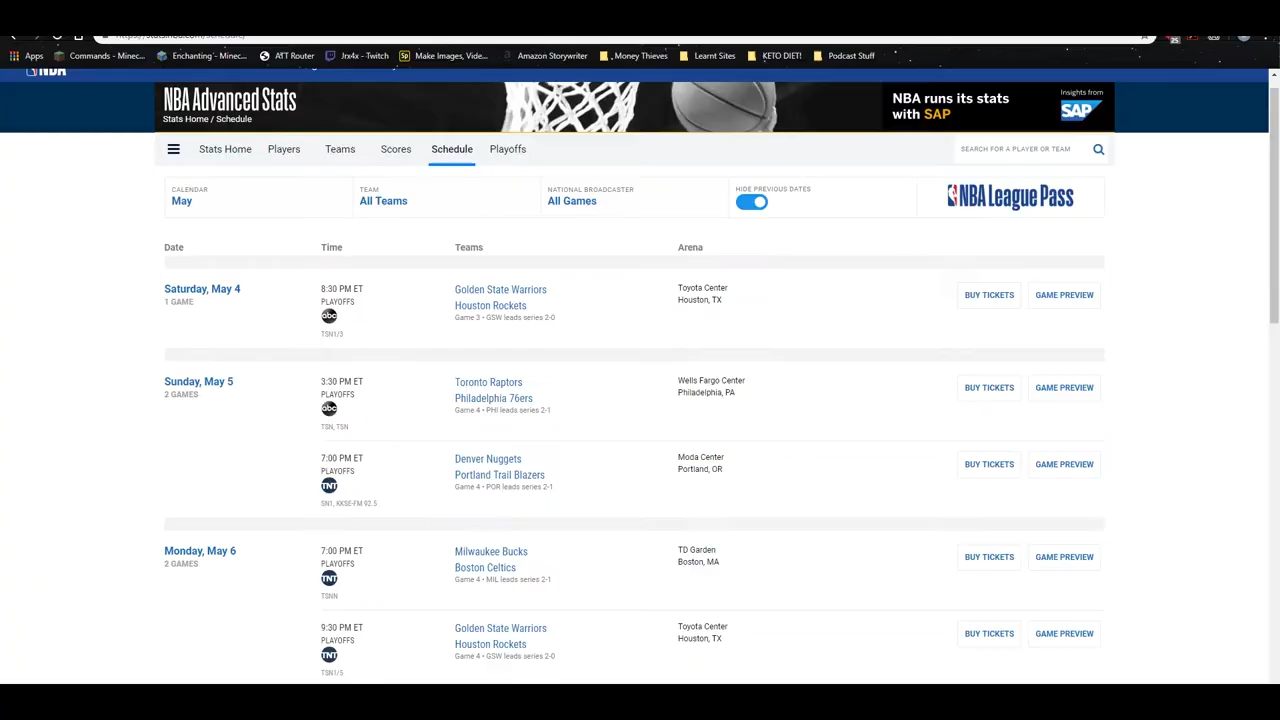 Apps
Commands - Minec...
Enchanting - Minec...
ATT Router
Jrx4x - Twitch
Make Images, Vide...
Amazon Storywriter
Money Thieves
Learnt Sites
KETO DIET!
Podcast Stuff
NBA Advanced Stats
Stats Home / Schedule
NBA runs its stats
with SAP
Insights from
SAP
Stats Home
Players
Teams
Scores
Schedule
Playoffs
SEARCH FOR A PLAYER OR TEAM
CALENDAR
May
TEAM
All Teams
NATIONAL BROADCASTER
All Games
HIDE PREVIOUS DATES
NBA League Pass
Date
Time
Teams
Arena
Saturday, May 4
1 GAME
8:30 PM ET
PLAYOFFS
abc
TSN1/3
Golden State Warriors
Houston Rockets
Game 3 • GSW leads series 2-0
Toyota Center
Houston, TX
BUY TICKETS
GAME PREVIEW
Sunday, May 5
2 GAMES
3:30 PM ET
PLAYOFFS
abc
TSN, TSN
Toronto Raptors
Philadelphia 76ers
Game 4 • PHI leads series 2-1
Wells Fargo Center
Philadelphia, PA
BUY TICKETS
GAME PREVIEW
7:00 PM ET
PLAYOFFS
TNT
SN1, KKSE-FM 92.5
Denver Nuggets
Portland Trail Blazers
Game 4 • POR leads series 2-1
Moda Center
Portland, OR
BUY TICKETS
GAME PREVIEW
Monday, May 6
2 GAMES
7:00 PM ET
PLAYOFFS
TNT
TSNN
Milwaukee Bucks
Boston Celtics
Game 4 • MIL leads series 2-1
TD Garden
Boston, MA
BUY TICKETS
GAME PREVIEW
9:30 PM ET
PLAYOFFS
TNT
TSN1/5
Golden State Warriors
Houston Rockets
Game 4 • GSW leads series 2-0
Toyota Center
Houston, TX
BUY TICKETS
GAME PREVIEW